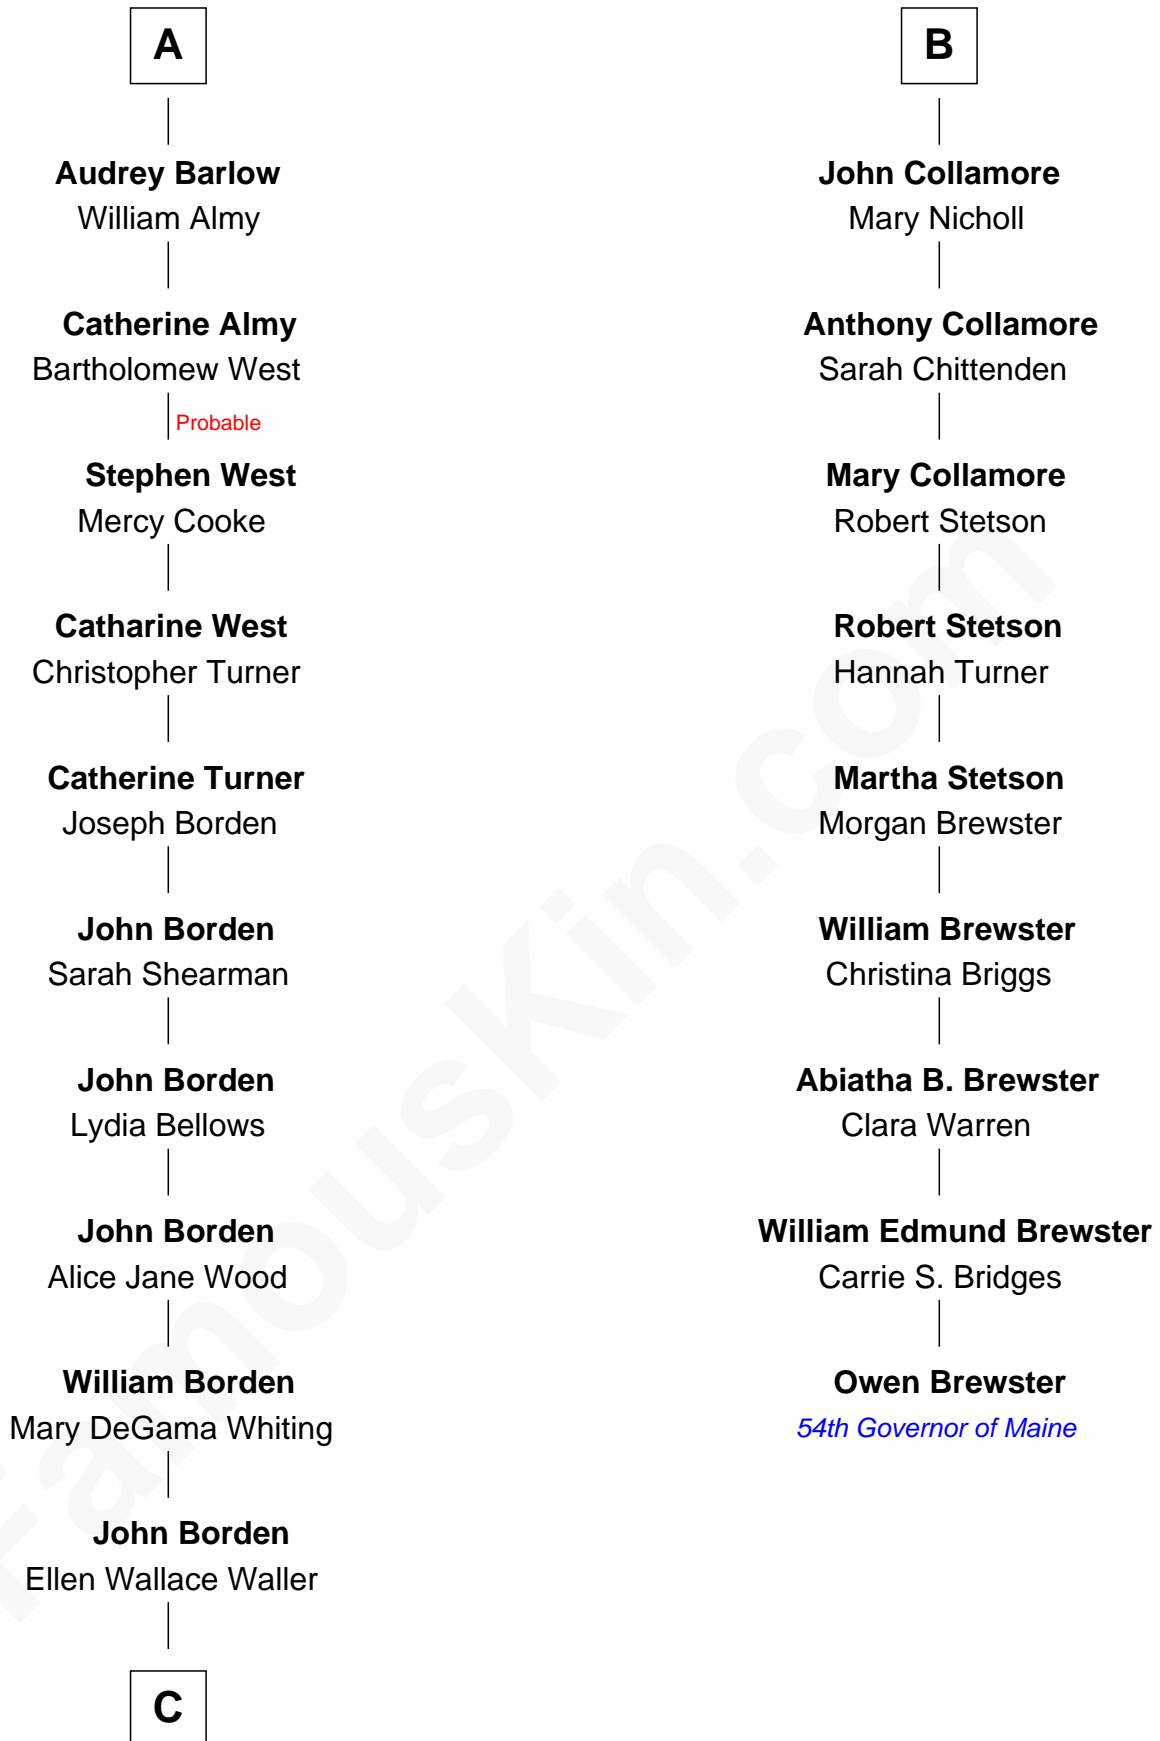 A
Audrey Barlow
William Almy
Catherine Almy
Bartholomew West
Probable
Stephen West
Mercy Cooke
Catharine West
Christopher Turner
Catherine Turner
Joseph Borden
John Borden
Sarah Shearman
John Borden
Lydia Bellows
John Borden
Alice Jane Wood
William Borden
Mary DeGama Whiting
John Borden
Ellen Wallace Waller
C
B
John Collamore
Mary Nicholl
Anthony Collamore
Sarah Chittenden
Mary Collamore
Robert Stetson
Robert Stetson
Hannah Turner
Martha Stetson
Morgan Brewster
William Brewster
Christina Briggs
Abiatha B. Brewster
Clara Warren
William Edmund Brewster
Carrie S. Bridges
Owen Brewster
54th Governor of Maine
FamousKin.com